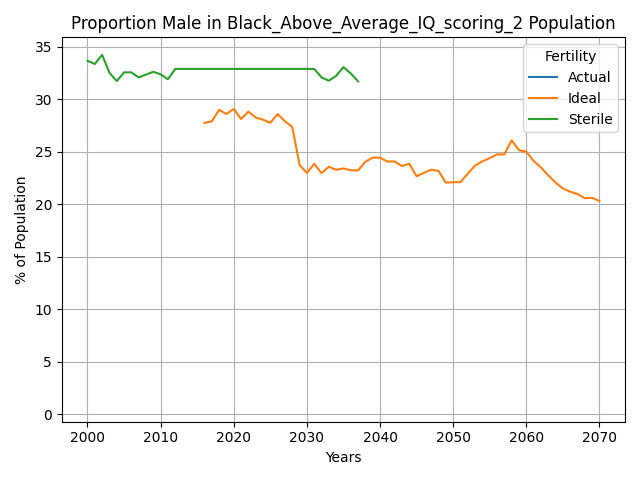 Proportion Male in Black_Above_Average_IQ_scoring_2 Population
% of Population
35
30
25
20
15
10
5
0
Fertility
Actual
Ideal
Sterile
2000 2010 2020 2030 2040 2050 2060 2070
Years